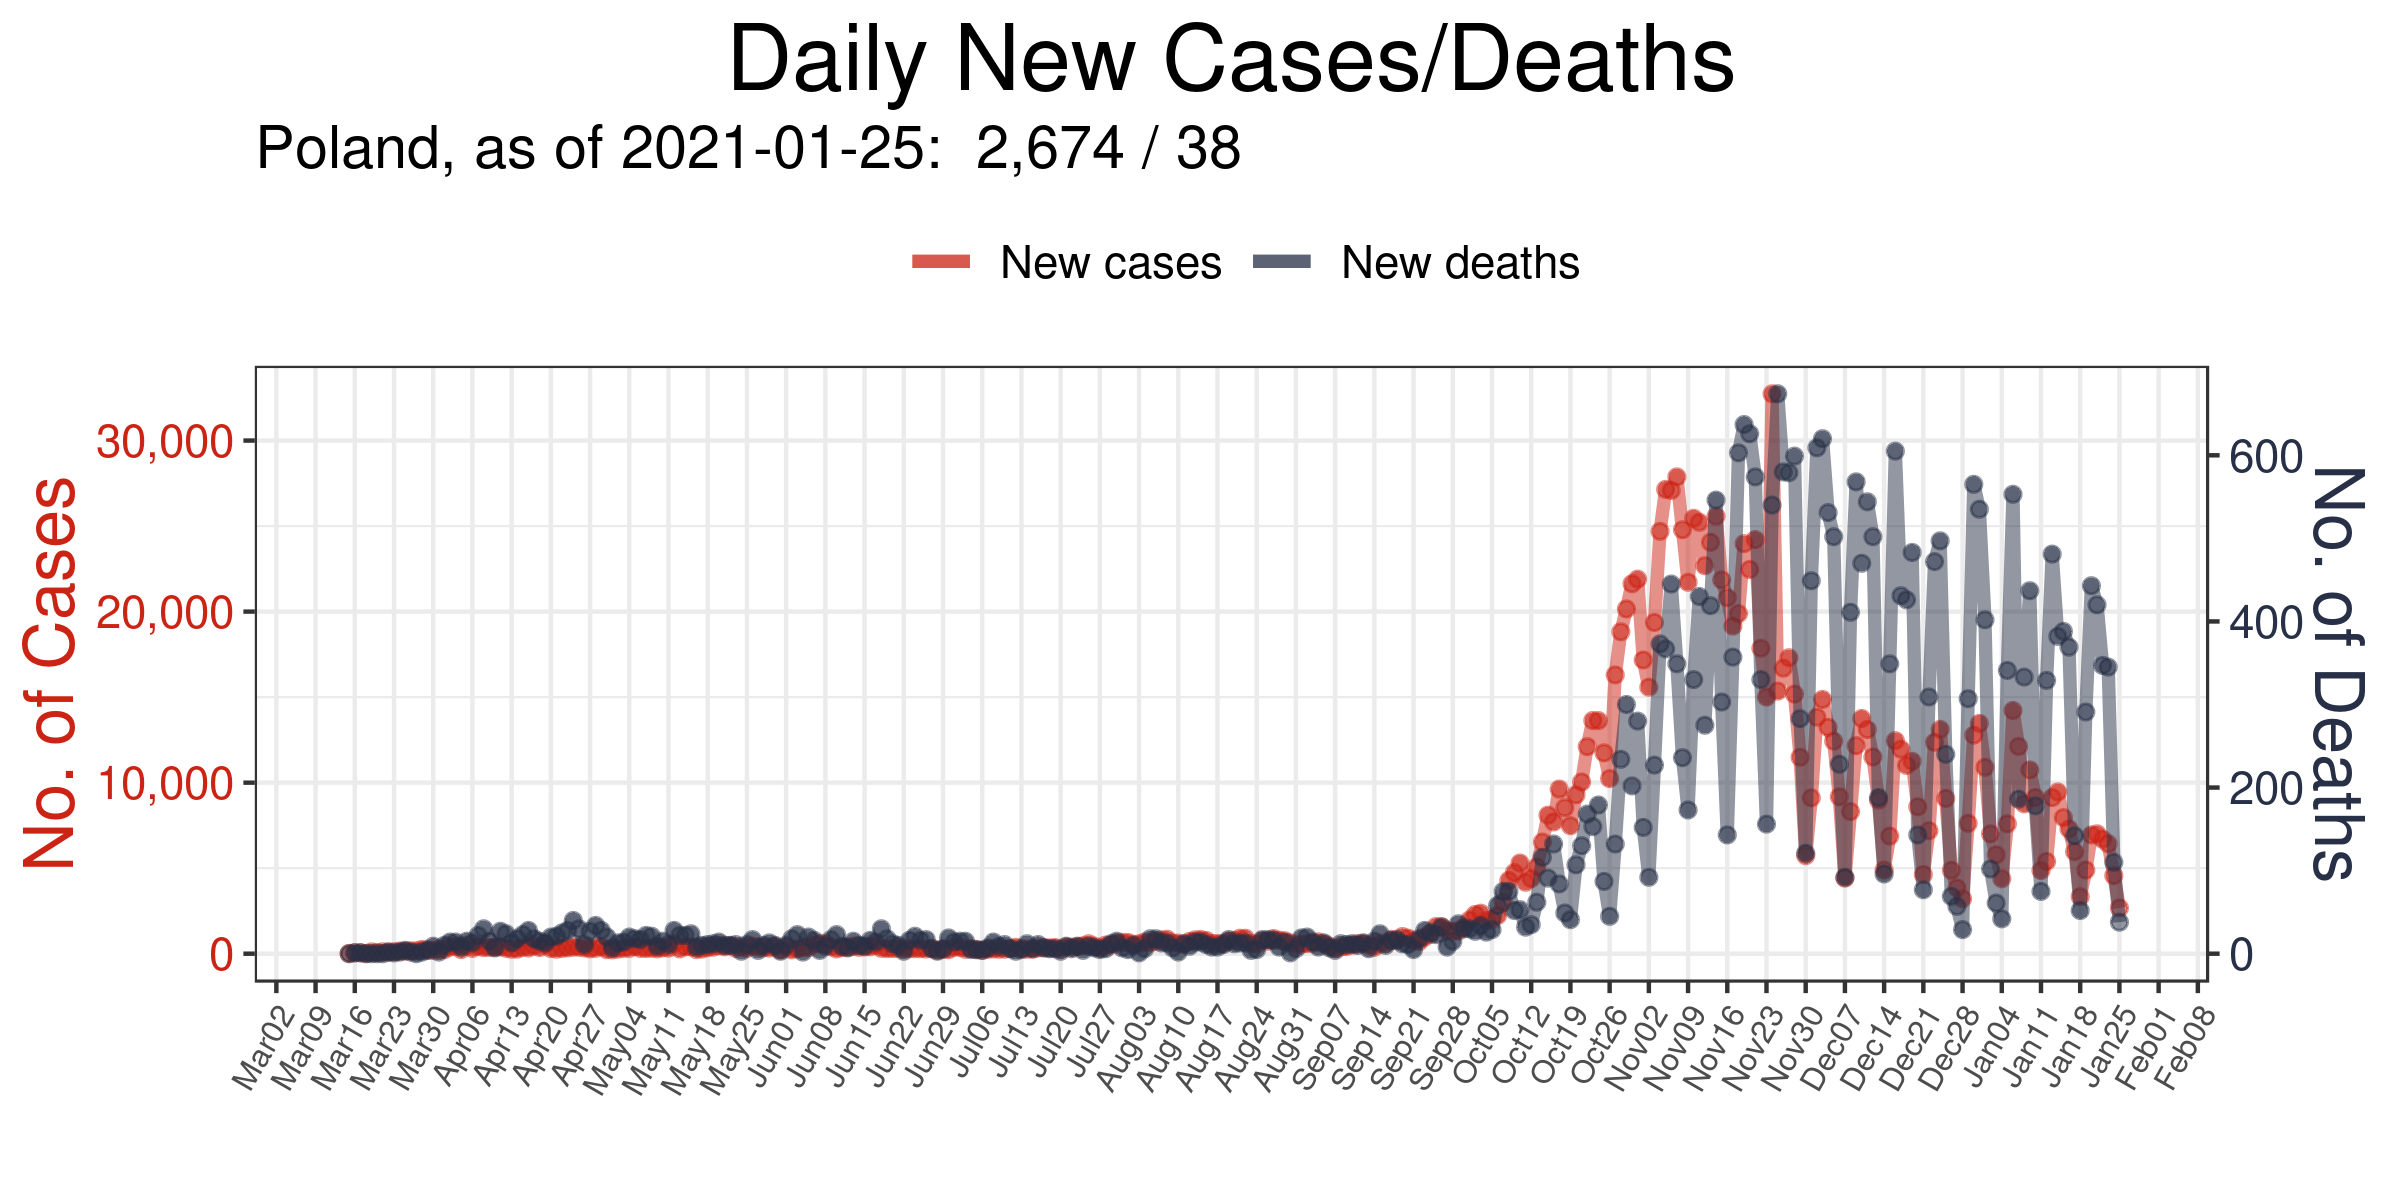 Daily New Cases/Deaths
Poland, as of 2021-01-25:  2,674 / 38
New cases
New deaths
No. of Cases
30,000
20,000
10,000
0
600
400
200
0
No. of Deaths
Mar02
Mar09
Mar16
Mar23
Mar30
Apr06
Apr13
Apr20
Apr27
May04
May11
May18
May25
Jun01
Jun08
Jun15
Jun22
Jun29
Jul06
Jul13
Jul20
Jul27
Aug03
Aug10
Aug17
Aug24
Aug31
Sep07
Sep14
Sep21
Sep28
Oct05
Oct12
Oct19
Oct26
Nov02
Nov09
Nov16
Nov23
Nov30
Dec07
Dec14
Dec21
Dec28
Jan04
Jan11
Jan18
Jan25
Feb01
Feb08